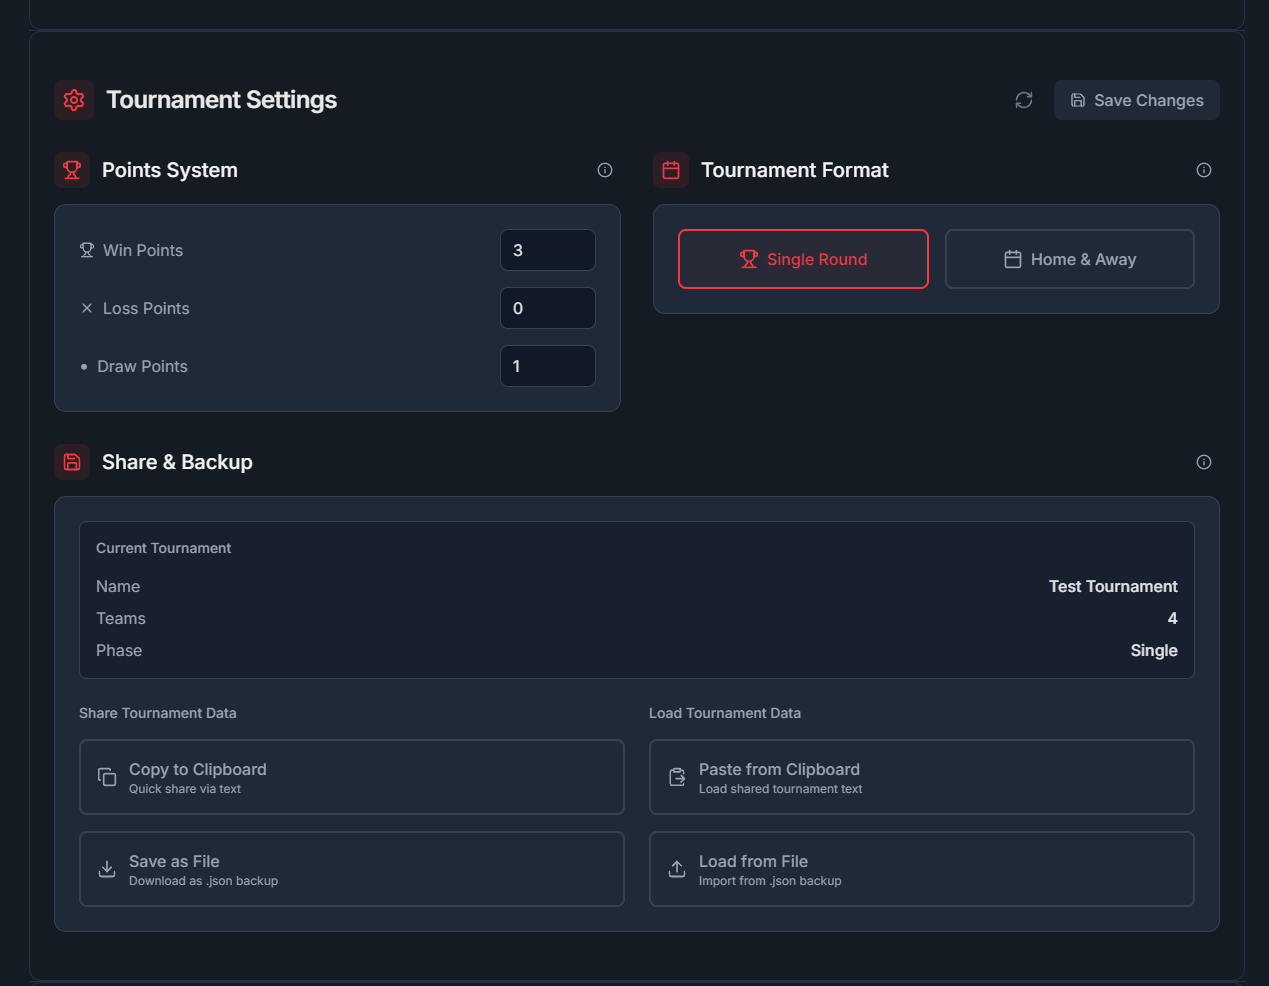 Tournament Settings
Save Changes
Points System
Win Points
3
Loss Points
0
Draw Points
1
Tournament Format
Single Round
Home & Away
Share & Backup
Current Tournament
Name
Test Tournament
Teams
4
Phase
Single
Share Tournament Data
Copy to Clipboard
Quick share via text
Save as File
Download as .json backup
Load Tournament Data
Paste from Clipboard
Load shared tournament text
Load from File
Import from .json backup